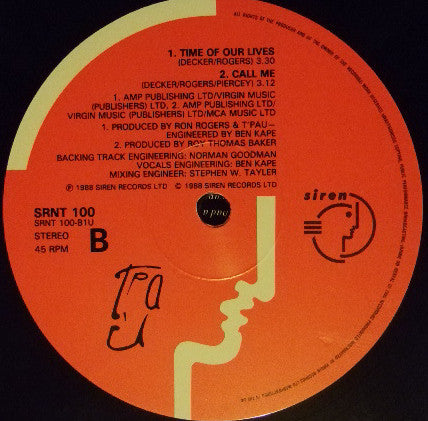 1. TIME OF OUR LIVES
(DECKER/ROGERS) 3.30
2. CALL ME
(DECKER/ROGERS/PIERCEY) 3.12
1. AMP PUBLISHING LTD/VIRGIN MUSIC
(PUBLISHERS) LTD, 2. AMP PUBLISHING LTD/
VIRGIN MUSIC (PUBLISHERS) LTD/MCA MUSIC LTD
1. PRODUCED BY RON ROGERS & T'PAU—
ENGINEERED BY BEN KAPE
2. PRODUCED BY ROY THOMAS BAKER
BACKING TRACK ENGINEERING: NORMAN GOODMAN
VOCALS ENGINEERING: BEN KAPE
MIXING ENGINEER: STEPHEN W. TAYLER
℗ 1988 SIREN RECORDS LTD © 1988 SIREN RECORDS LTD
siren
SRNT 100
SRNT 100-B1U
STEREO
45 RPM
B
T'PA
'U